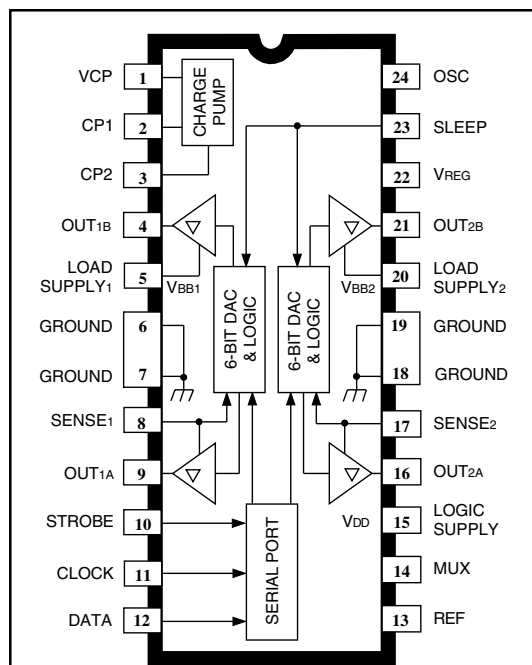 VCP 1
CP1 2
CP2 3
OUT1B 4
LOAD
SUPPLY1 5
GROUND 6
GROUND 7
SENSE1 8
OUT1A 9
STROBE 10
CLOCK 11
DATA 12
CHARGE
PUMP
VBB1
6-BIT DAC
& LOGIC
6-BIT DAC
& LOGIC
VBB2
VDD
SERIAL PORT
24 OSC
23 SLEEP
22 VREG
21 OUT2B
20 LOAD
SUPPLY2
19 GROUND
18 GROUND
17 SENSE2
16 OUT2A
15 LOGIC
SUPPLY
14 MUX
13 REF